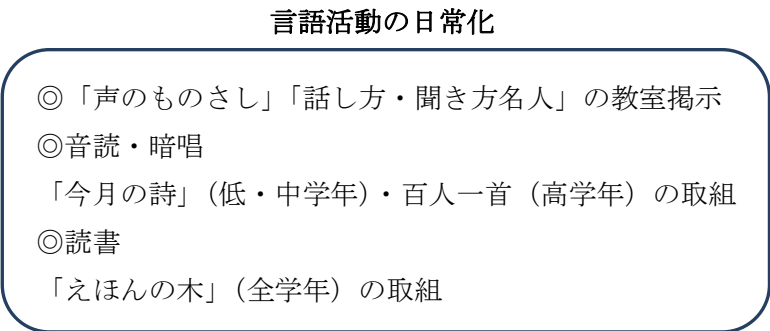 言語活動の日常化
◎「声のものさし」「話し方・聞き方名人」の教室掲示
◎音読・暗唱
「今月の詩」（低・中学年）・百人一首（高学年）の取組
◎読書
「えほんの木」（全学年）の取組